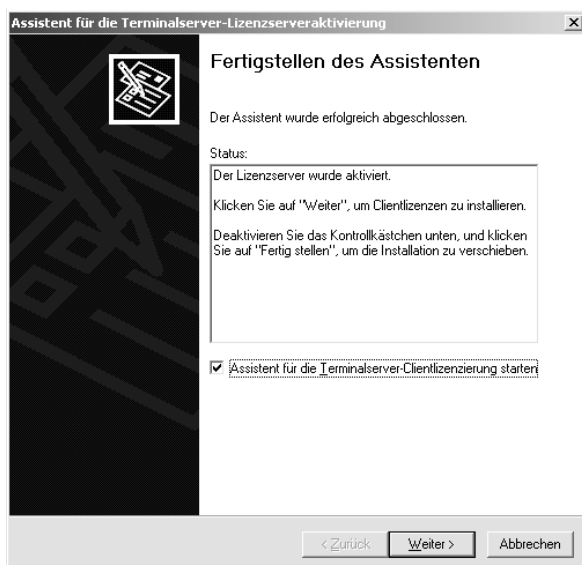 Assistent für die Terminalserver-Lizenzserveraktivierung
Fertigstellen des Assistenten
Der Assistent wurde erfolgreich abgeschlossen.
Status:
Der Lizenzserver wurde aktiviert.
Klicken Sie auf "Weiter", um Clientlizenzen zu installieren.
Deaktivieren Sie das Kontrollkästchen unten, und klicken
Sie auf "Fertig stellen", um die Installation zu verschieben.
Assistent für die Terminalserver-Clientlizenzierung starten
< Zurück Weiter > Abbrechen